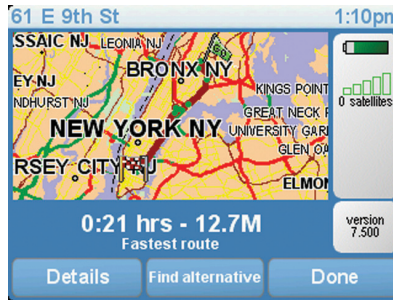 61 E 9th St 1:10pm
SSAIC NJ
LEONIA NJ
EY NJ
BRONX NY
KINGS POINT
NDHURST NJ
GREAT NECK
NEW YORK NY
UNIVERSITY GAR
GLEN OA
RSEY CITY NJ
ELMON
0 satellites
0:21 hrs - 12.7M
Fastest route
version
7.500
Details
Find alternative
Done